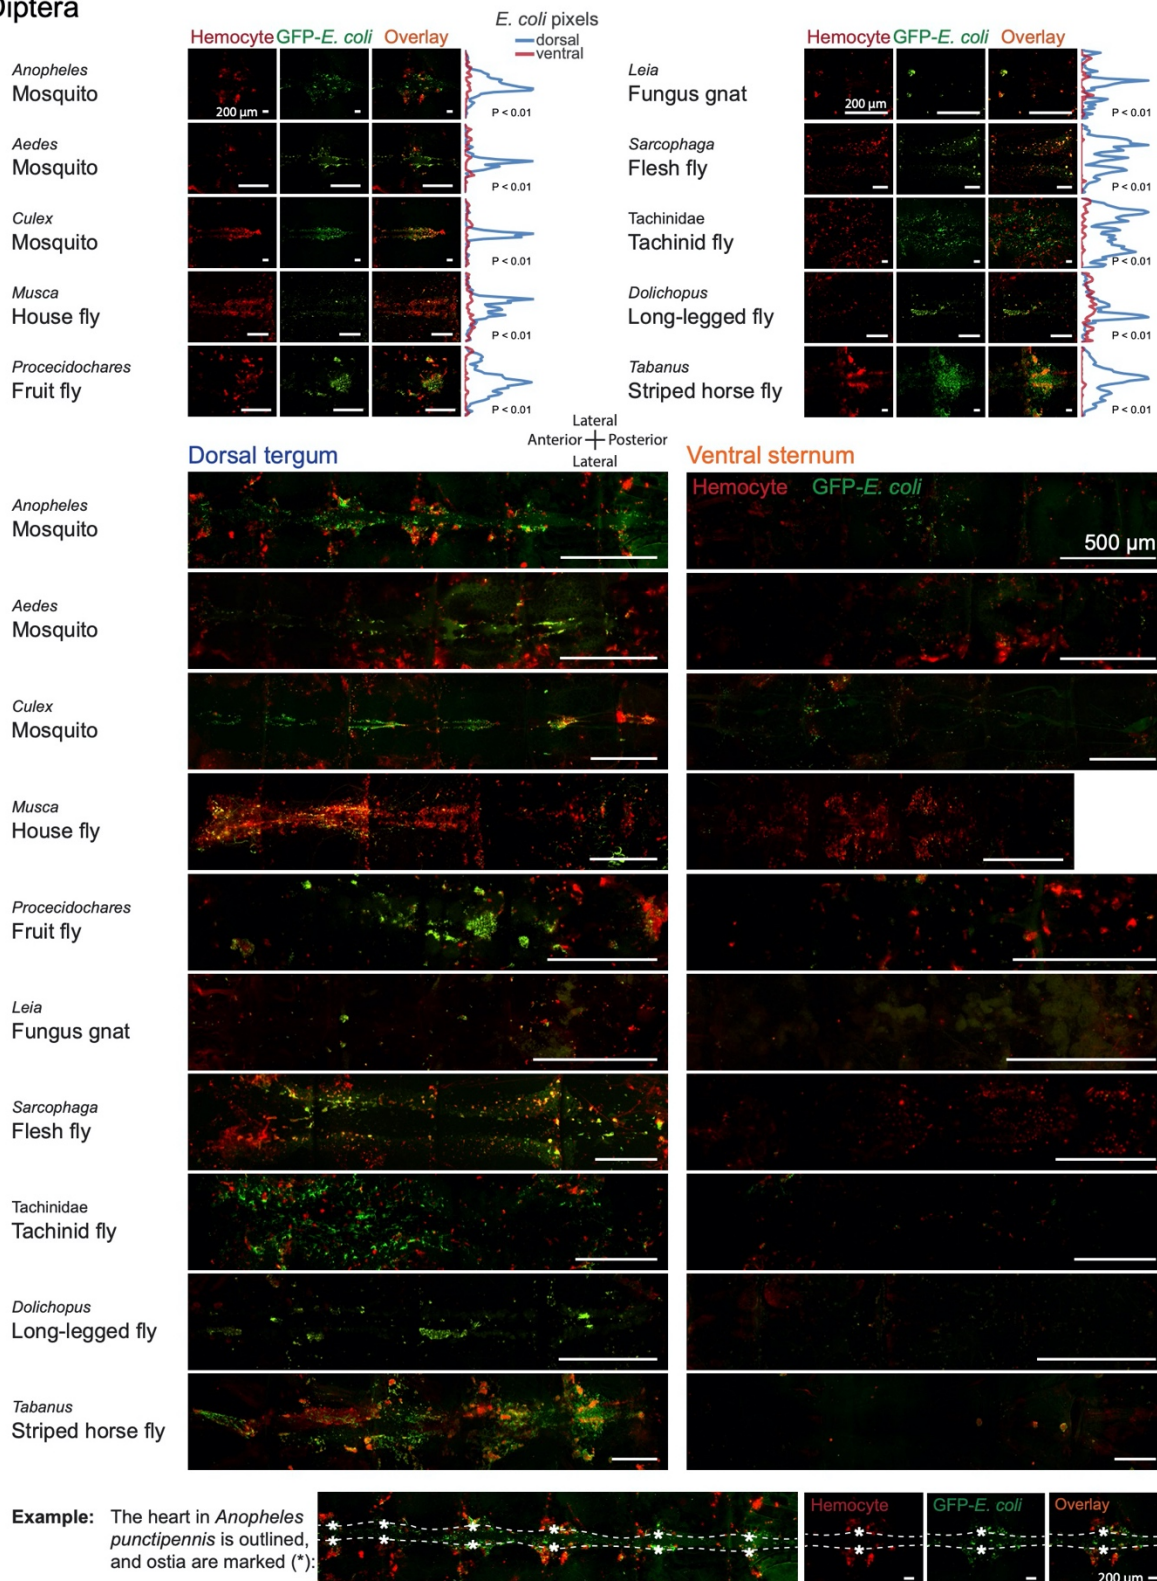 Diptera
E. coli pixels
dorsal
ventral
Hemocyte GFP-E. coli Overlay
Anopheles
Mosquito
200 µm
P < 0.01
Aedes
Mosquito
P < 0.01
Culex
Mosquito
P < 0.01
Musca
House fly
P < 0.01
Procecidochares
Fruit fly
P < 0.01
Hemocyte GFP-E. coli Overlay
Leia
Fungus gnat
200 µm
P < 0.01
Sarcophaga
Flesh fly
P < 0.01
Tachinidae
Tachinid fly
P < 0.01
Dolichopus
Long-legged fly
P < 0.01
Tabanus
Striped horse fly
P < 0.01
Lateral
Anterior Posterior
Lateral
Dorsal tergum
Ventral sternum
Hemocyte GFP-E. coli
500 µm
Anopheles
Mosquito
Aedes
Mosquito
Culex
Mosquito
Musca
House fly
Procecidochares
Fruit fly
Leia
Fungus gnat
Sarcophaga
Flesh fly
Tachinidae
Tachinid fly
Dolichopus
Long-legged fly
Tabanus
Striped horse fly
Example: The heart in Anopheles
punctipennis is outlined,
and ostia are marked (*):
Hemocyte GFP-E. coli Overlay
200 µm